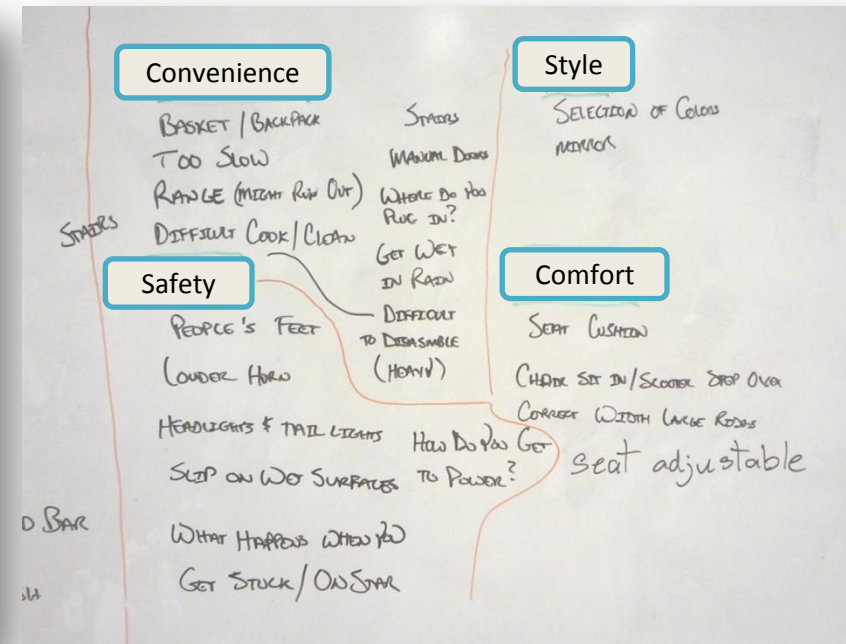 Convenience
BASKET / BACKPACK
TOO SLOW
RANGE (MIGHT RUN OUT)
DIFFICULT COOK / CLEAN
STAIRS
MANUAL DOORS
WHERE DO YOU
PLUG IN?
GET WET
IN RAIN
DIFFICULT
TO DISASMBLE
(HEAVY)
Style
SELECTION OF COLORS
MIRROR
STAIRS
Safety
PEOPLE'S FEET
LOUDER HORN
HEADLIGHTS & TAIL LIGHTS
SLIP ON WET SURFACES
HOW DO YOU GET
TO POWER?
WHAT HAPPENS WHEN YOU
GET STUCK / ONSTAR
Comfort
SEAT CUSHION
CHAIR SIT IN / SCOOTER STEP OVER
CORRECT WIDTH LARGE RIDERS
seat adjustable
D BAR